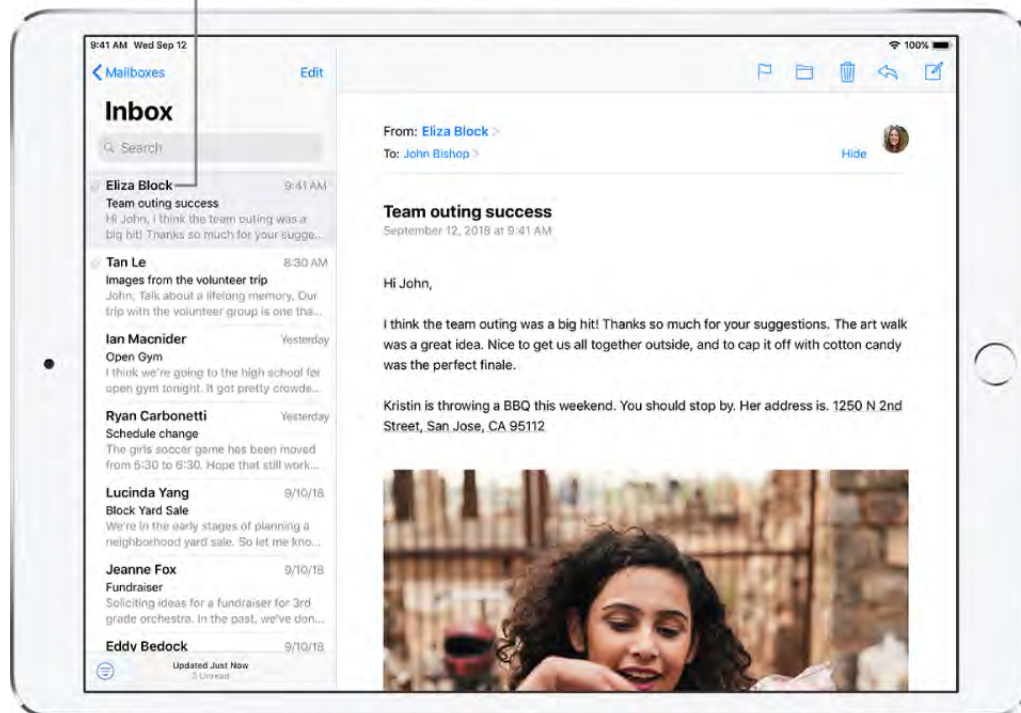 9:41 AM Wed Sep 12
100%
Mailboxes
Edit
Inbox
Search
Eliza Block
9:41 AM
Team outing success
Hi John, I think the team outing was a
big hit! Thanks so much for your sugge...
Tan Le
8:30 AM
Images from the volunteer trip
John, Talk about a lifelong memory. Our
trip with the volunteer group is one tha...
Ian Macnider
Yesterday
Open Gym
I think we're going to the high school for
open gym tonight. It got pretty crowde...
Ryan Carbonetti
Yesterday
Schedule change
The girls soccer game has been moved
from 5:30 to 6:30. Hope that still work...
Lucinda Yang
9/10/18
Block Yard Sale
We're in the early stages of planning a
neighborhood yard sale. So let me kno...
Jeanne Fox
9/10/18
Fundraiser
Soliciting ideas for a fundraiser for 3rd
grade orchestra. In the past, we've don...
Eddy Bedock
9/10/18
Updated Just Now
3 Unread
From: Eliza Block
To: John Bishop
Hide
Team outing success
September 12, 2018 at 9:41 AM
Hi John,
I think the team outing was a big hit! Thanks so much for your suggestions. The art walk
was a great idea. Nice to get us all together outside, and to cap it off with cotton candy
was the perfect finale.
Kristin is throwing a BBQ this weekend. You should stop by. Her address is. 1250 N 2nd
Street, San Jose, CA 95112